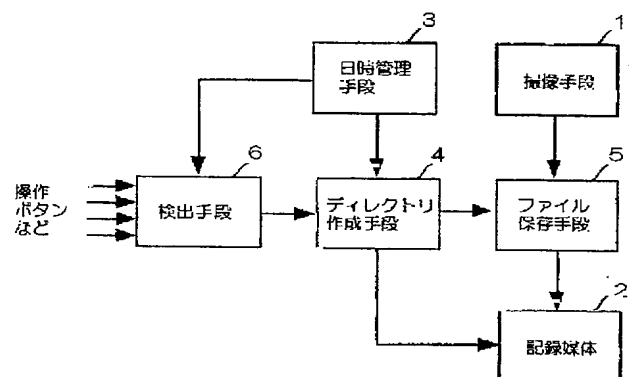 3
日時管理
手段
1
撮像手段
6
検出手段
操作
ボタン
など
4
ディレクトリ
作成手段
5
ファイル
保存手段
2
記録媒体